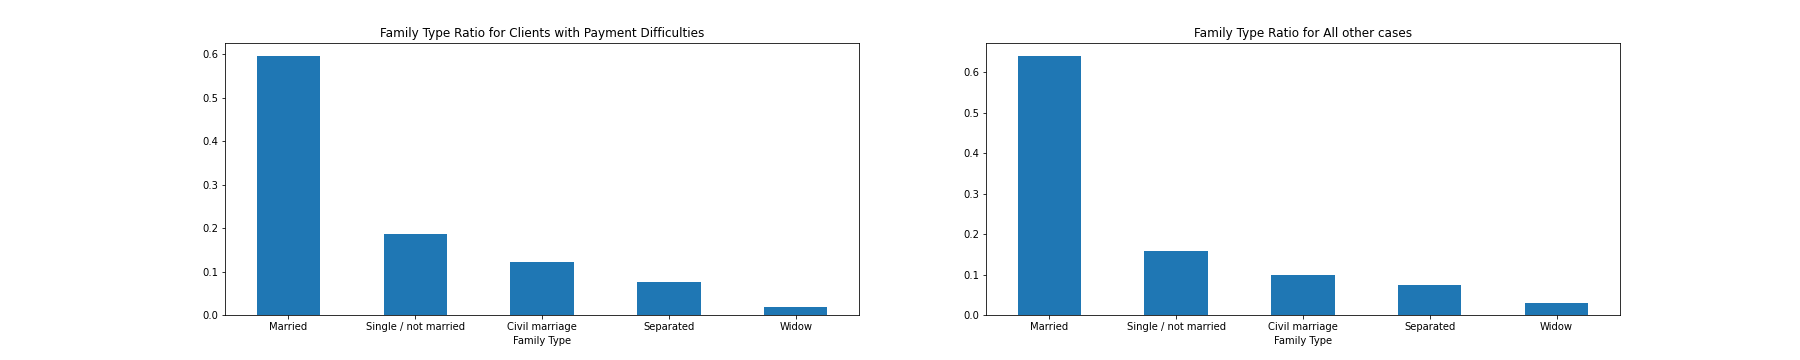 Family Type Ratio for Clients with Payment Difficulties
0.6
0.5
0.4
0.3
0.2
0.1
0.0
Married Single / not married Civil marriage Separated Widow
Family Type
Family Type Ratio for All other cases
0.6
0.5
0.4
0.3
0.2
0.1
0.0
Married Single / not married Civil marriage Separated Widow
Family Type